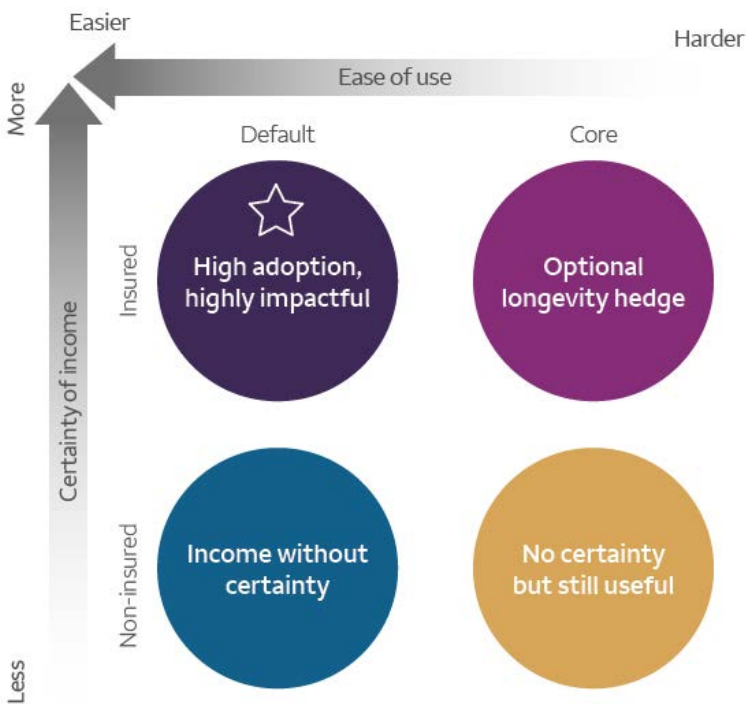 Easier
Harder
Ease of use
More
Default
Core
Insured
High adoption,
highly impactful
Optional
longevity hedge
Certainty of income
Non-insured
Income without
certainty
No certainty
but still useful
Less